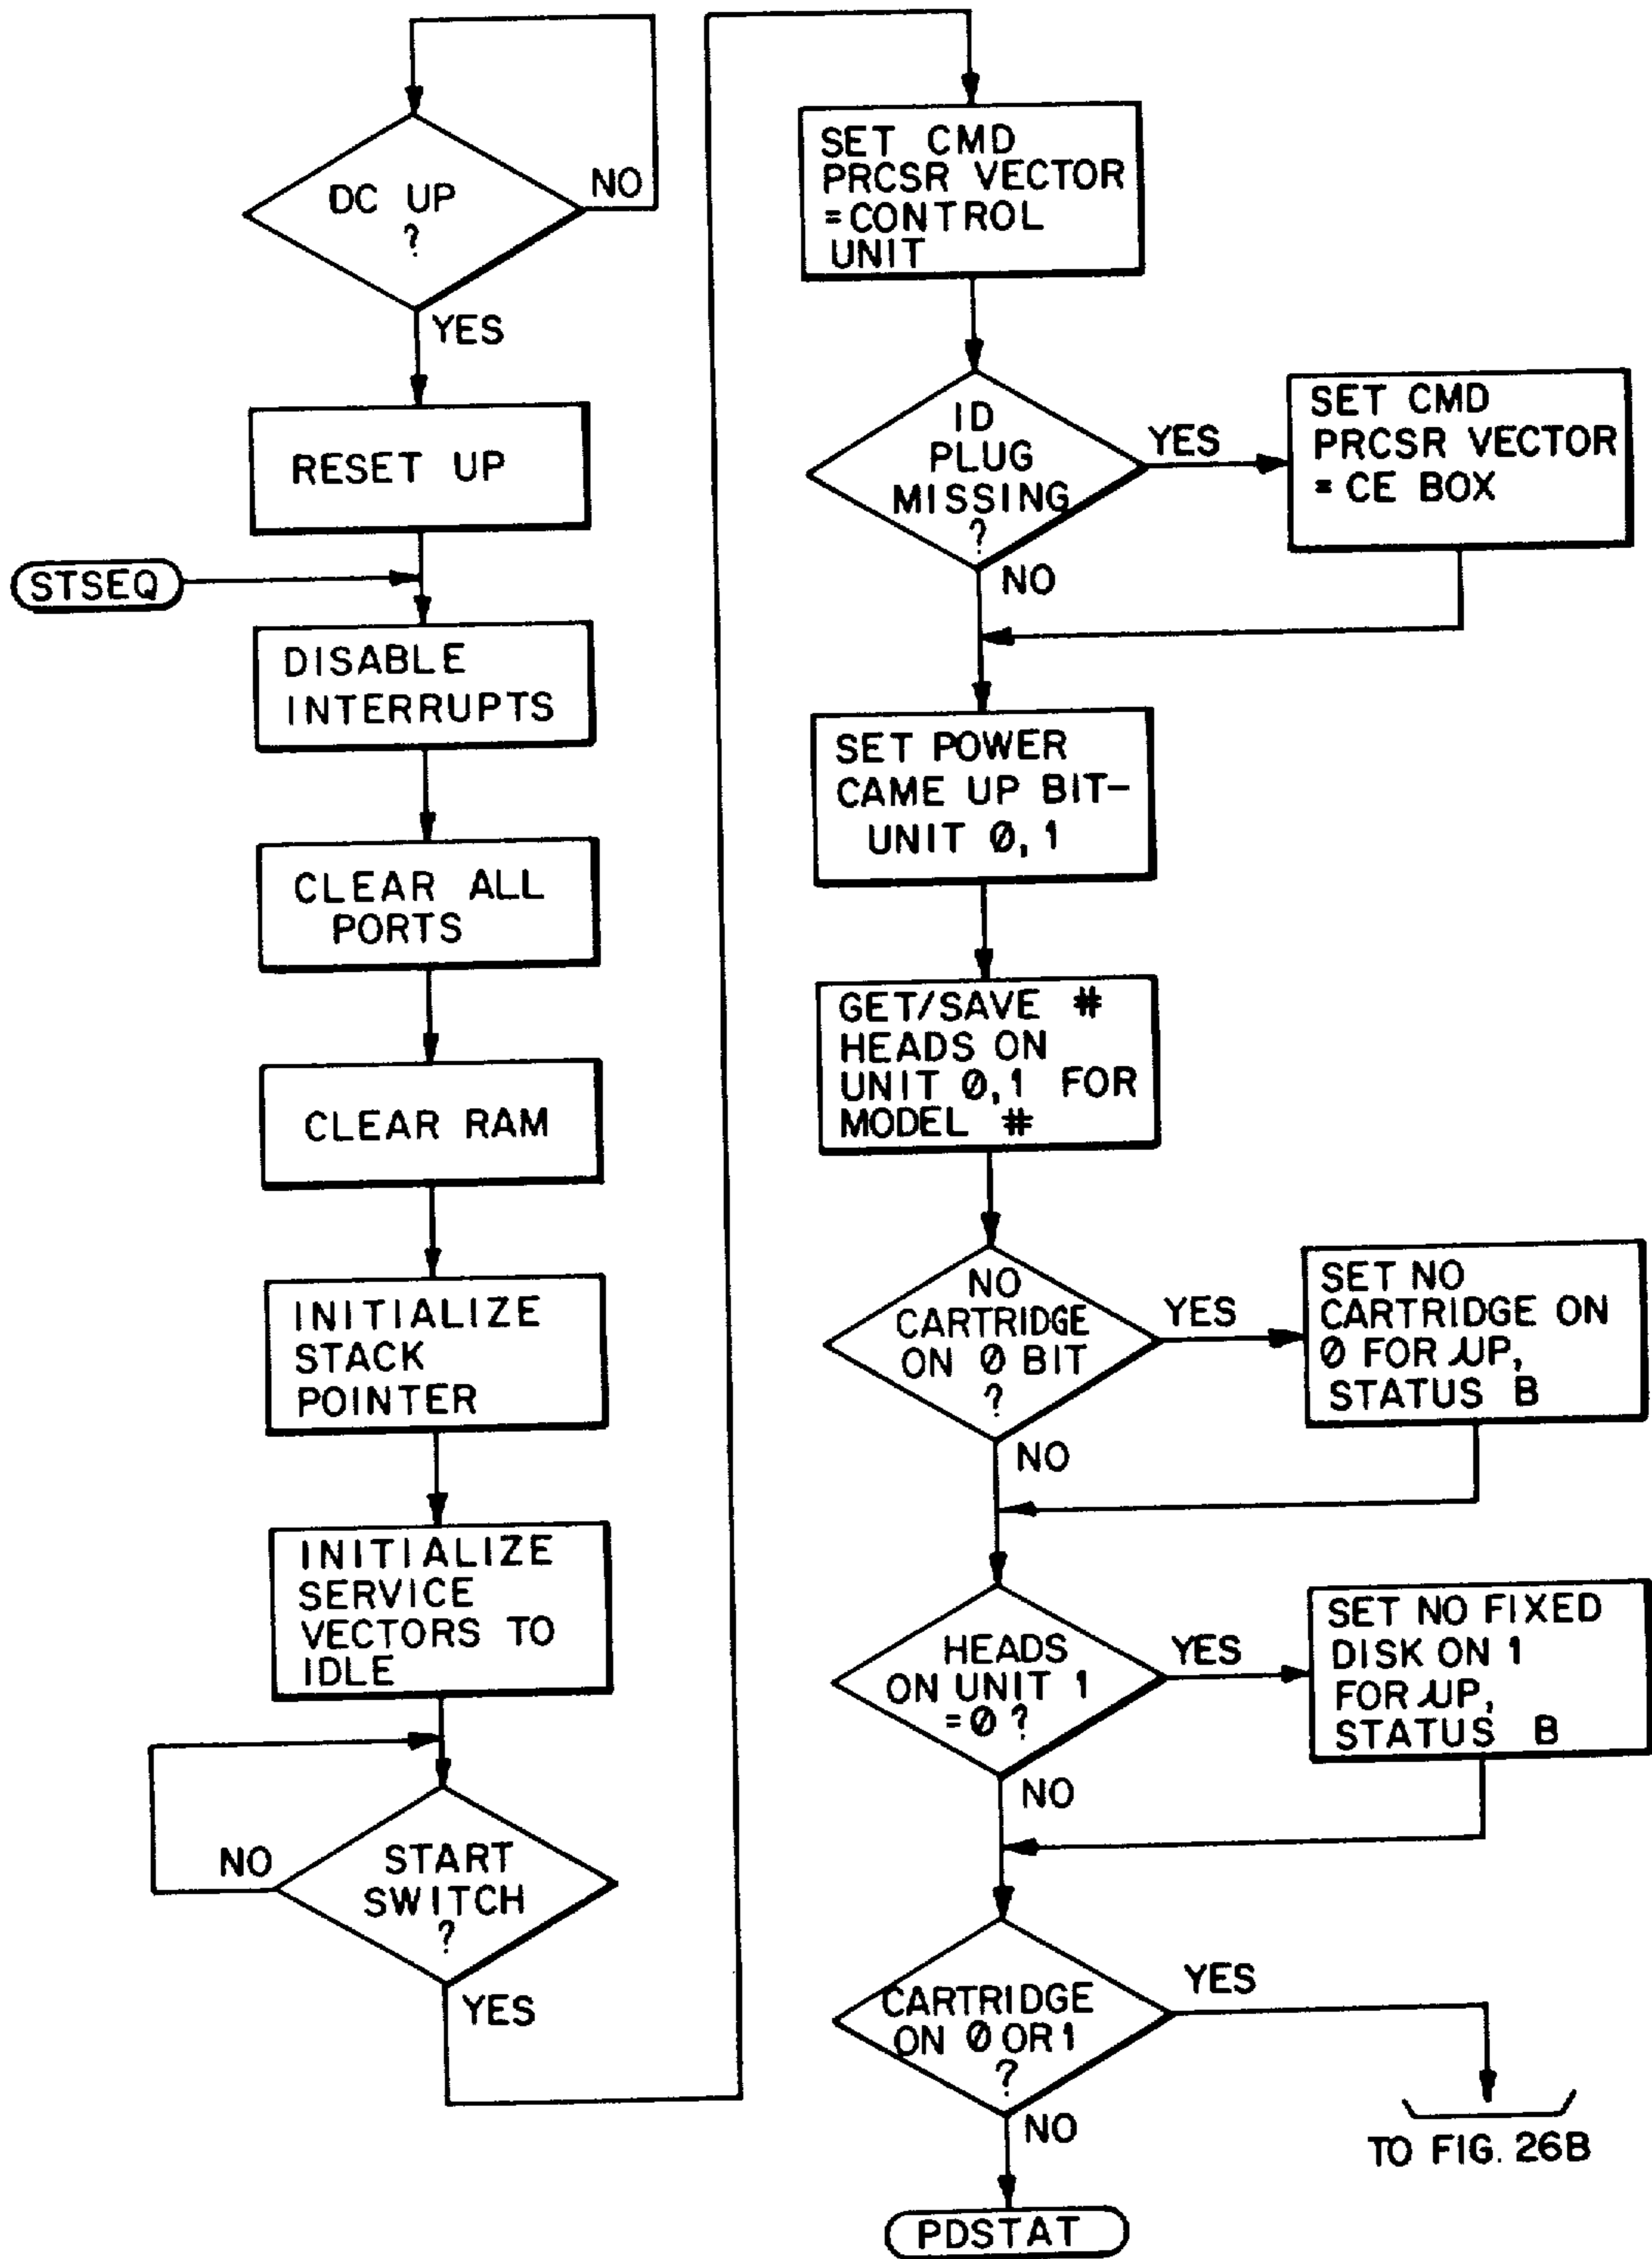 DC UP
?
NO
YES
RESET UP
STSEQ
DISABLE
INTERRUPTS
CLEAR ALL
PORTS
CLEAR RAM
INITIALIZE
STACK
POINTER
INITIALIZE
SERVICE
VECTORS TO
IDLE
NO
START
SWITCH
?
YES
SET CMD
PRCSR VECTOR
=CONTROL
UNIT
ID
PLUG
MISSING
?
YES
SET CMD
PRCSR VECTOR
= CE BOX
NO
SET POWER
CAME UP BIT-
UNIT Ø,1
GET/SAVE #
HEADS ON
UNIT Ø,1 FOR
MODEL #
NO
CARTRIDGE
ON Ø BIT
?
YES
SET NO
CARTRIDGE ON
Ø FOR μP,
STATUS B
NO
HEADS
ON UNIT 1
=Ø ?
YES
SET NO FIXED
DISK ON 1
FOR μP,
STATUS B
NO
CARTRIDGE
ON Ø OR 1
?
YES
TO FIG. 26B
NO
PDSTAT